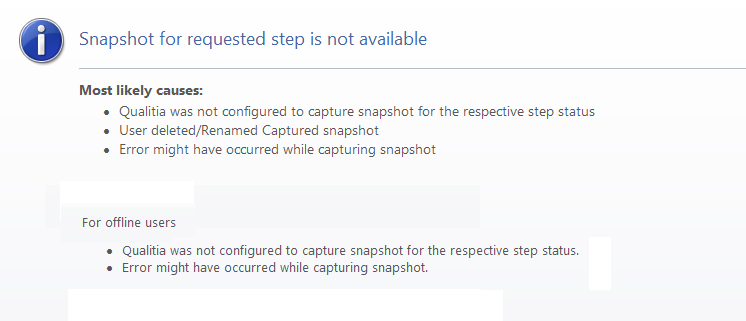 Snapshot for requested step is not available
Most likely causes:
• Qualitia was not configured to capture snapshot for the respective step status
• User deleted/Renamed Captured snapshot
• Error might have occurred while capturing snapshot
For offline users
• Qualitia was not configured to capture snapshot for the respective step status.
• Error might have occurred while capturing snapshot.